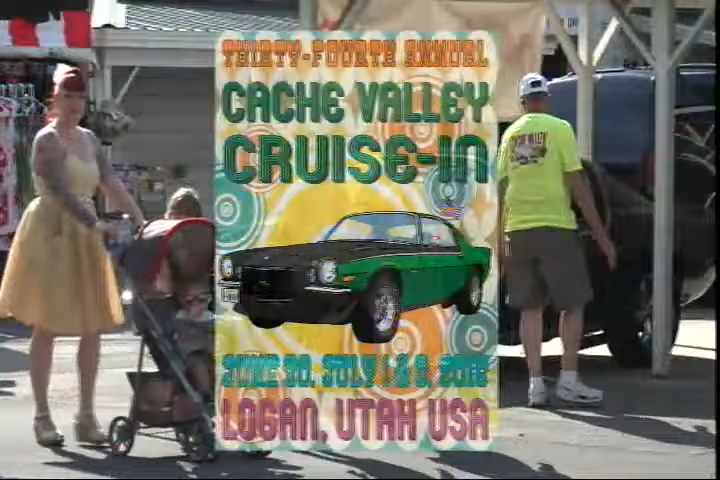 THIRTY-FOURTH ANNUAL
CACHE VALLEY
CRUISE-IN
JUNE 30, JULY 1 & 2, 2016
LOGAN, UTAH USA